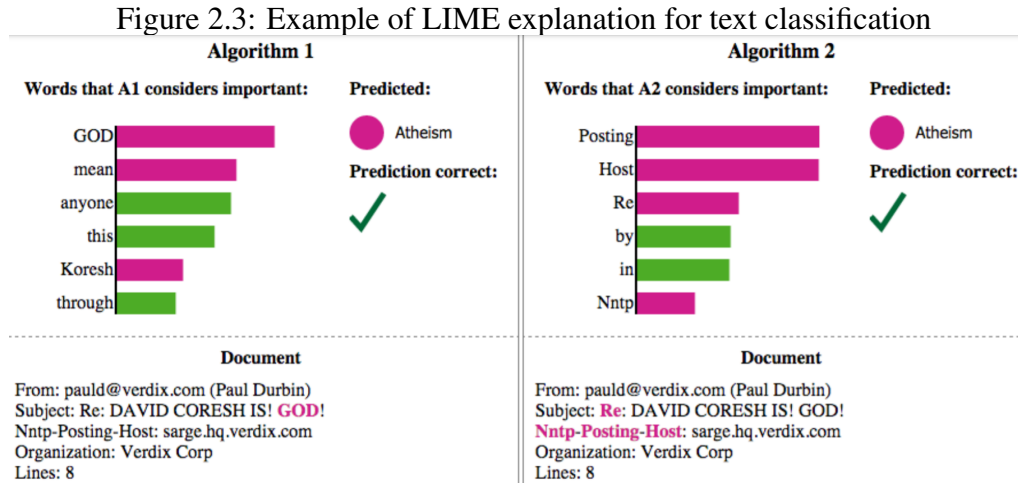 Figure 2.3: Example of LIME explanation for text classification
Algorithm 1
Words that A1 considers important:
Predicted:
GOD
mean
anyone
this
Koresh
through
Atheism
Prediction correct:
Document
From: pauld@verdix.com (Paul Durbin)
Subject: Re: DAVID CORESH IS! GOD!
Nntp-Posting-Host: sarge.hq.verdix.com
Organization: Verdix Corp
Lines: 8
Algorithm 2
Words that A2 considers important:
Predicted:
Posting
Host
Re
by
in
Nntp
Atheism
Prediction correct:
Document
From: pauld@verdix.com (Paul Durbin)
Subject: Re: DAVID CORESH IS! GOD!
Nntp-Posting-Host: sarge.hq.verdix.com
Organization: Verdix Corp
Lines: 8